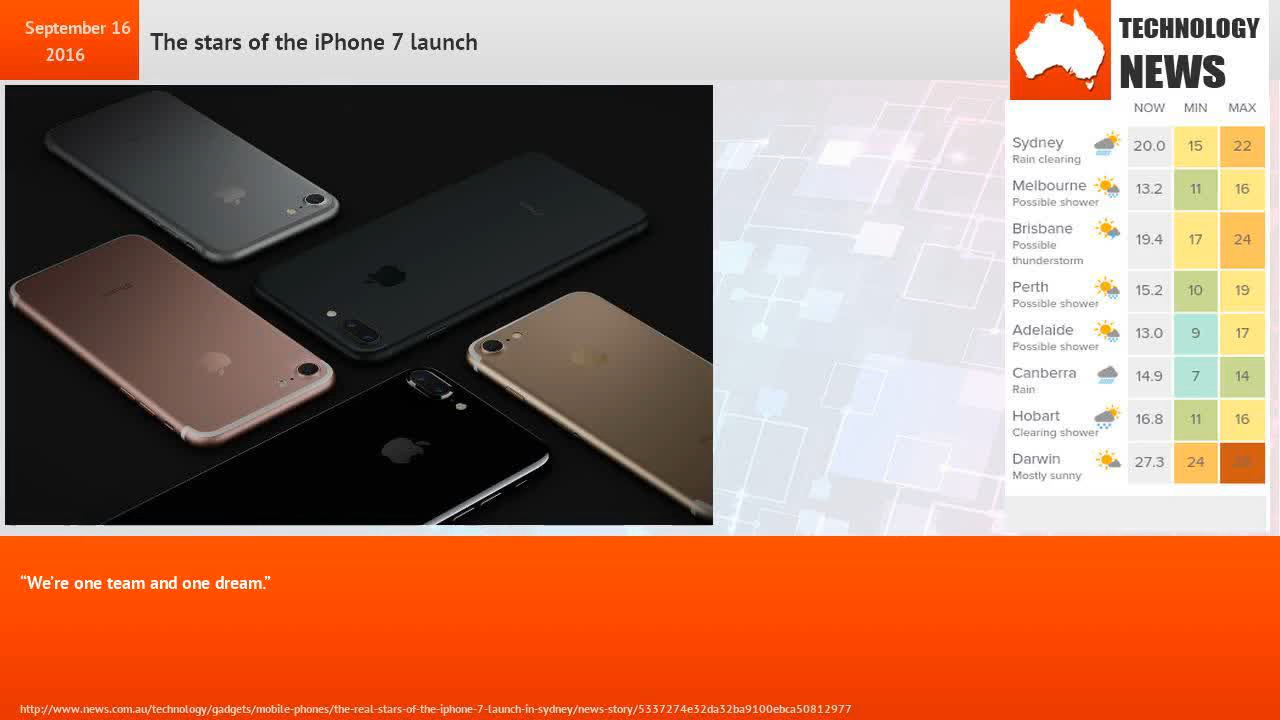 September 16
2016
The stars of the iPhone 7 launch
TECHNOLOGY
NEWS
NOW MIN MAX
Sydney
Rain clearing
20.0 15 22
Melbourne
Possible shower
13.2 11 16
Brisbane
Possible
thunderstorm
19.4 17 24
Perth
Possible shower
15.2 10 19
Adelaide
Possible shower
13.0 9 17
Canberra
Rain
14.9 7 14
Hobart
Clearing shower
16.8 11 16
Darwin
Mostly sunny
27.3 24
“We’re one team and one dream.”
http://www.news.com.au/technology/gadgets/mobile-phones/the-real-stars-of-the-iphone-7-launch-in-sydney/news-story/5337274e32da32ba9100ebca50812977